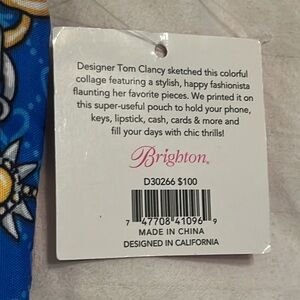 Designer Tom Clancy sketched this colorful
collage featuring a stylish, happy fashionista
flaunting her favorite pieces. We printed it on
this super-useful pouch to hold your phone,
keys, lipstick, cash, cards & more and
fill your days with chic thrills!
Brighton®
D30266 $100
7 47708 41096 9
MADE IN CHINA
DESIGNED IN CALIFORNIA